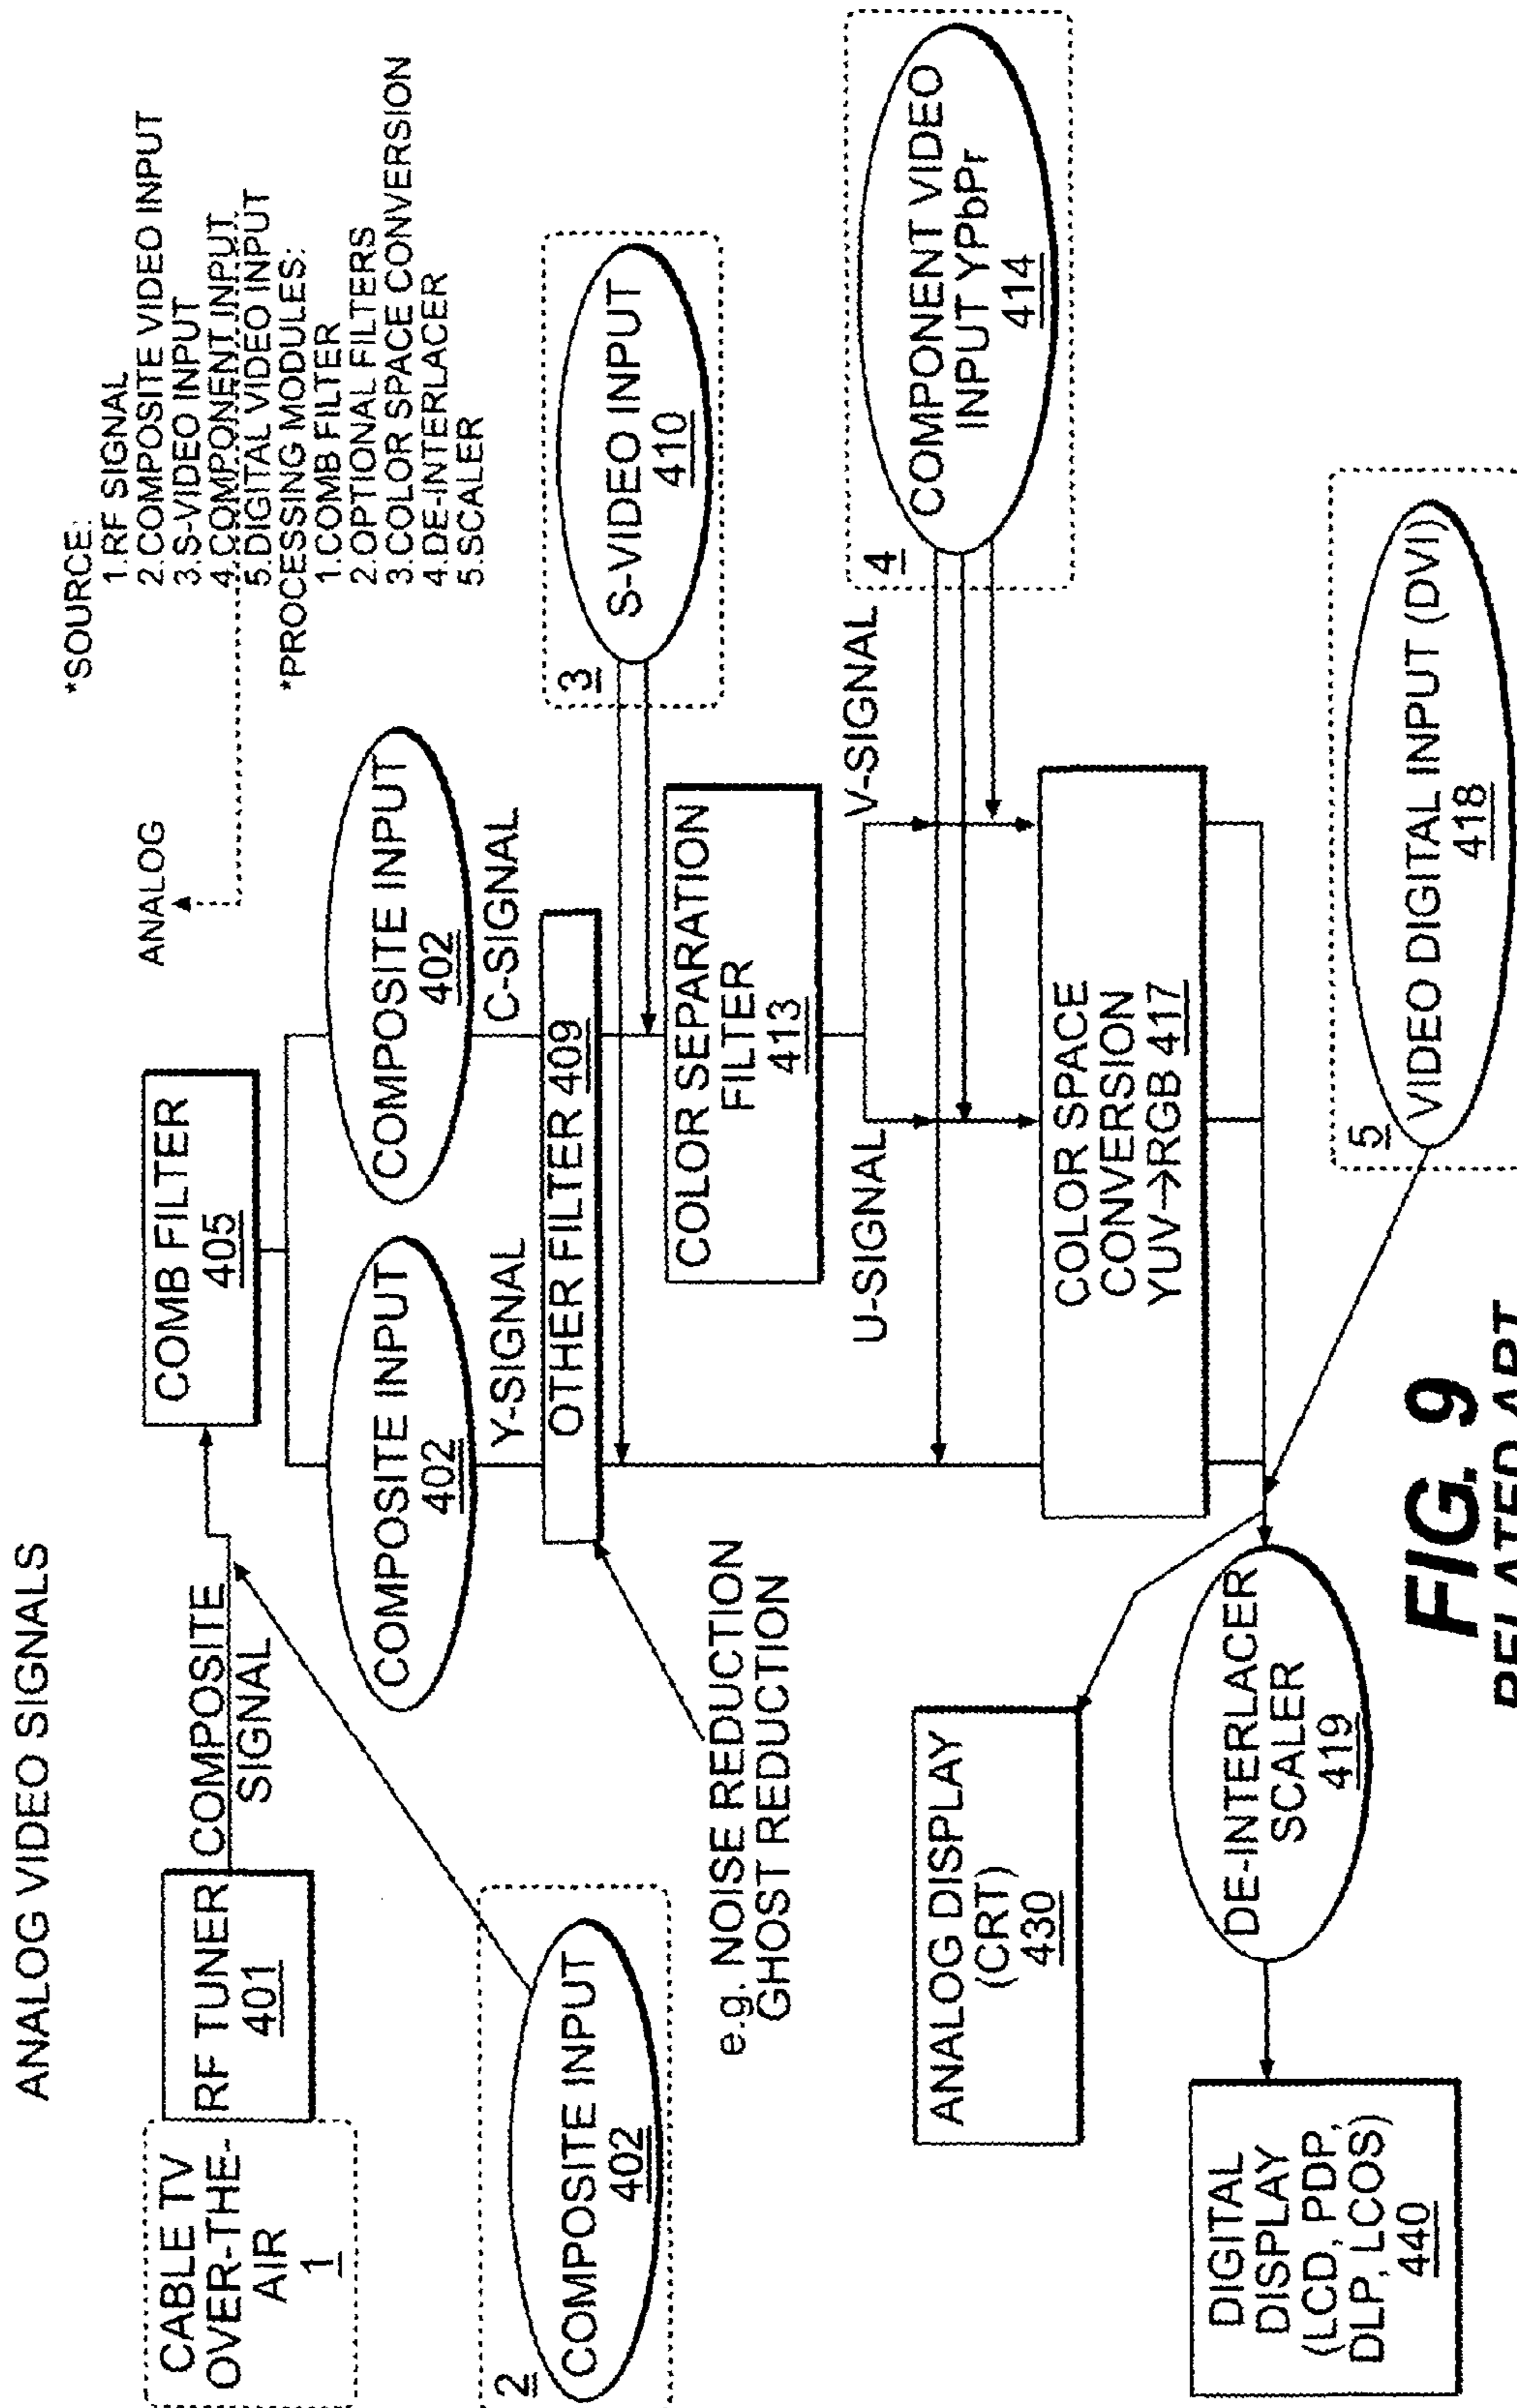 ANALOG VIDEO SIGNALS
CABLE TV
OVER-THE-
AIR
1
RF TUNER
401
COMPOSITE
SIGNAL
COMB FILTER
405
ANALOG
*SOURCE:
1.RF SIGNAL
2.COMPOSITE VIDEO INPUT
3.S-VIDEO INPUT
4.COMPONENT INPUT
5.DIGITAL VIDEO INPUT
*PROCESSING MODULES:
1.COMB FILTER
2.OPTIONAL FILTERS
3.COLOR SPACE CONVERSION
4.DE-INTERLACER
5.SCALER
2
COMPOSITE INPUT
402
COMPOSITE INPUT
402
COMPOSITE INPUT
402
Y-SIGNAL
C-SIGNAL
OTHER FILTER 409
e.g. NOISE REDUCTION
GHOST REDUCTION
3
S-VIDEO INPUT
410
COLOR SEPARATION
FILTER
413
U-SIGNAL
V-SIGNAL
4
COMPONENT VIDEO
INPUT YPbPr
414
COLOR SPACE
CONVERSION
YUV→RGB 417
ANALOG DISPLAY
(CRT)
430
DIGITAL
DISPLAY
(LCD, PDP,
DLP, LCOS)
440
DE-INTERLACER
SCALER
419
5
VIDEO DIGITAL INPUT (DVI)
418
FIG. 9
RELATED ART